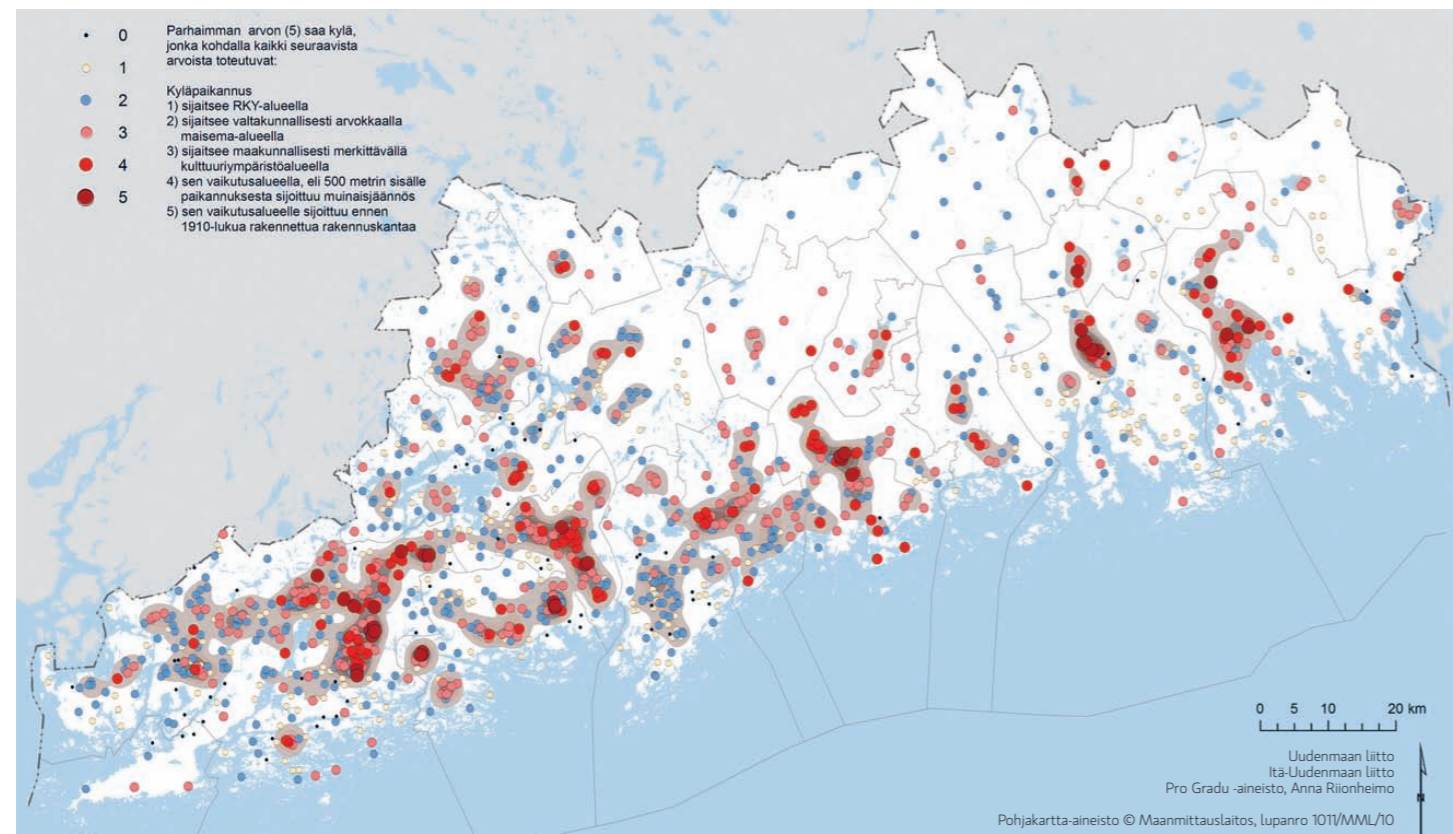 0
1
2
3
4
5
Parhaimman arvon (5) saa kylä,
jonka kohdalla kaikki seuraavista
arvoista toteutuvat:
Kyläpaikannus
1) sijaitsee RKY-alueella
2) sijaitsee valtakunnallisesti arvokkaalla
maisema-alueella
3) sijaitsee maakunnallisesti merkittävällä
kulttuuriympäristöalueella
4) sen vaikutusalueella, eli 500 metrin sisälle
paikannuksesta sijoittuu muinaisjäännös
5) sen vaikutusalueelle sijoittuu ennen
1910-lukua rakennettua rakennuskantaa
0 5 10 20 km
Uudenmaan liitto
Itä-Uudenmaan liitto
Pro Gradu -aineisto, Anna Riionheimo
N
Pohjakartta-aineisto © Maanmittauslaitos, lupanro 1011/MML/10